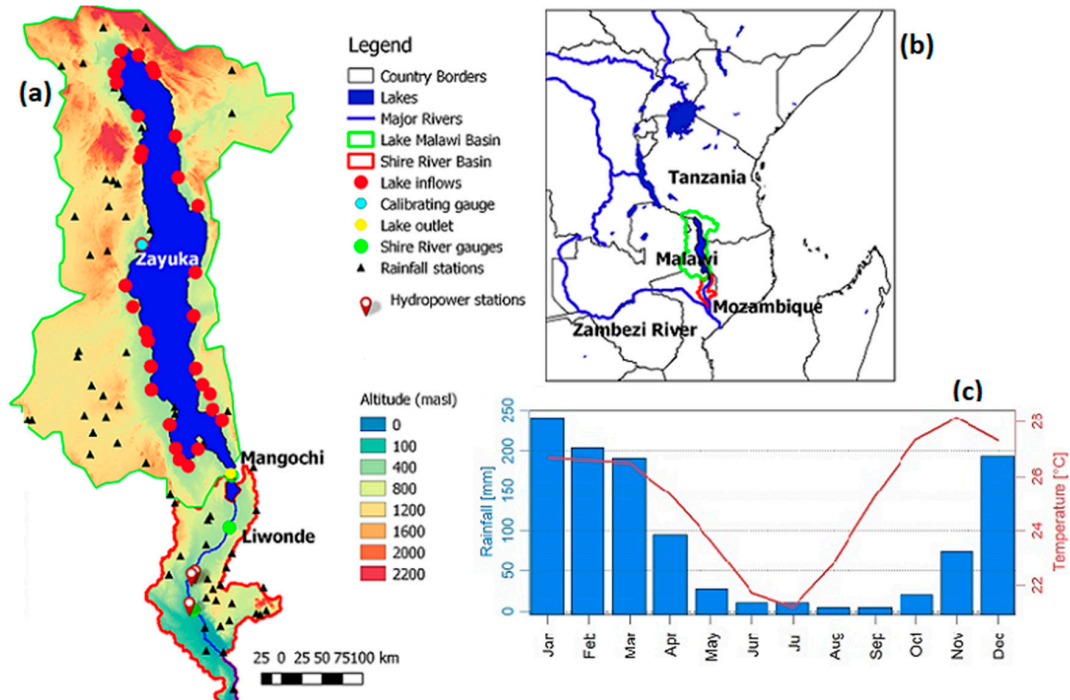 (a)
Zayuka
Mangochi
Liwonde
25 0 25 50 75 100 km
Legend
Country Borders
Lakes
Major Rivers
Lake Malawi Basin
Shire River Basin
Lake inflows
Calibrating gauge
Lake outlet
Shire River gauges
Rainfall stations
Hydropower stations
Altitude (masl)
0
100
400
800
1200
1600
2000
2200
(b)
Tanzania
Malawi
Mozambique
Zambezi River
(c)
Rainfall [mm]
250
200
150
100
50
0
Temperature [°C]
28
26
24
22
Jan Feb Mar Apr May Jun Jul Aug Sep Oct Nov Dec